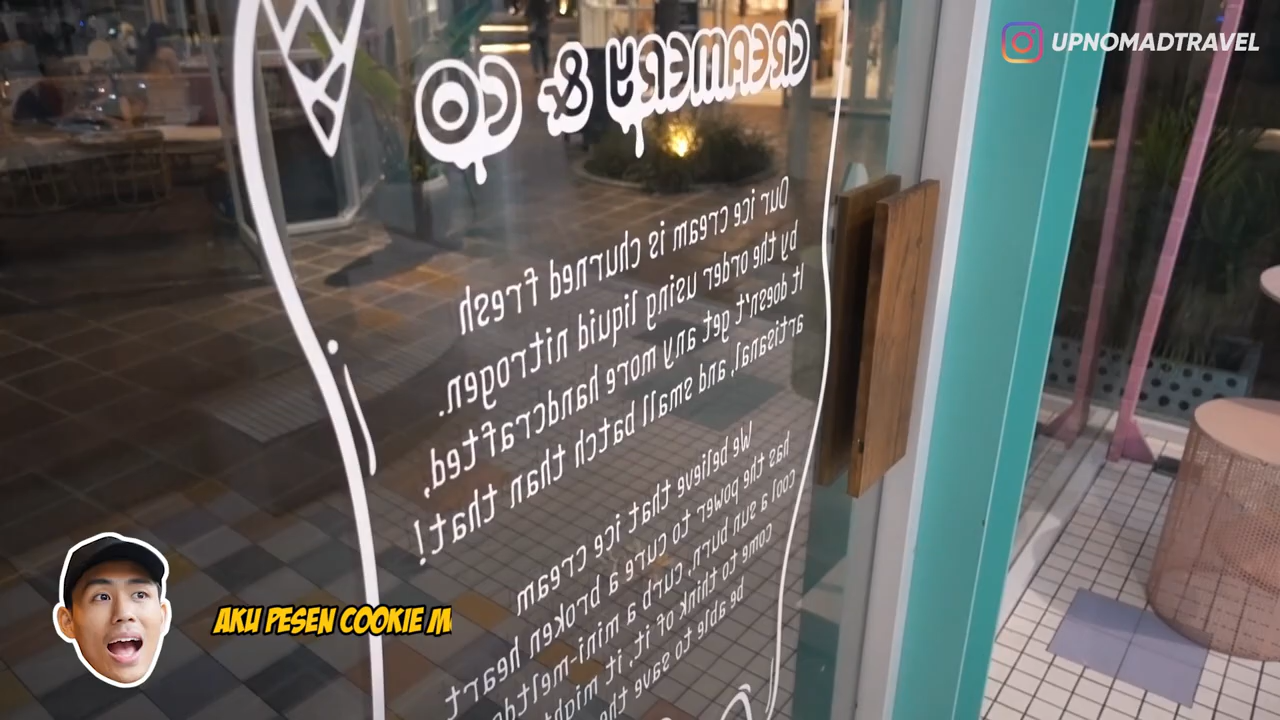 UPNOMADTRAVEL
CREAMERY & CO
Our ice cream is churned fresh
by the order using liquid nitrogen.
It doesn't get any more handcrafted,
artisanal, and small batch than that!
We believe that ice cream
has the power to cure a broken heart
cool a sun burn, curb a mini-meltdo
come to think of it, it might
be able to save the
AKU PESEN COOKIE M